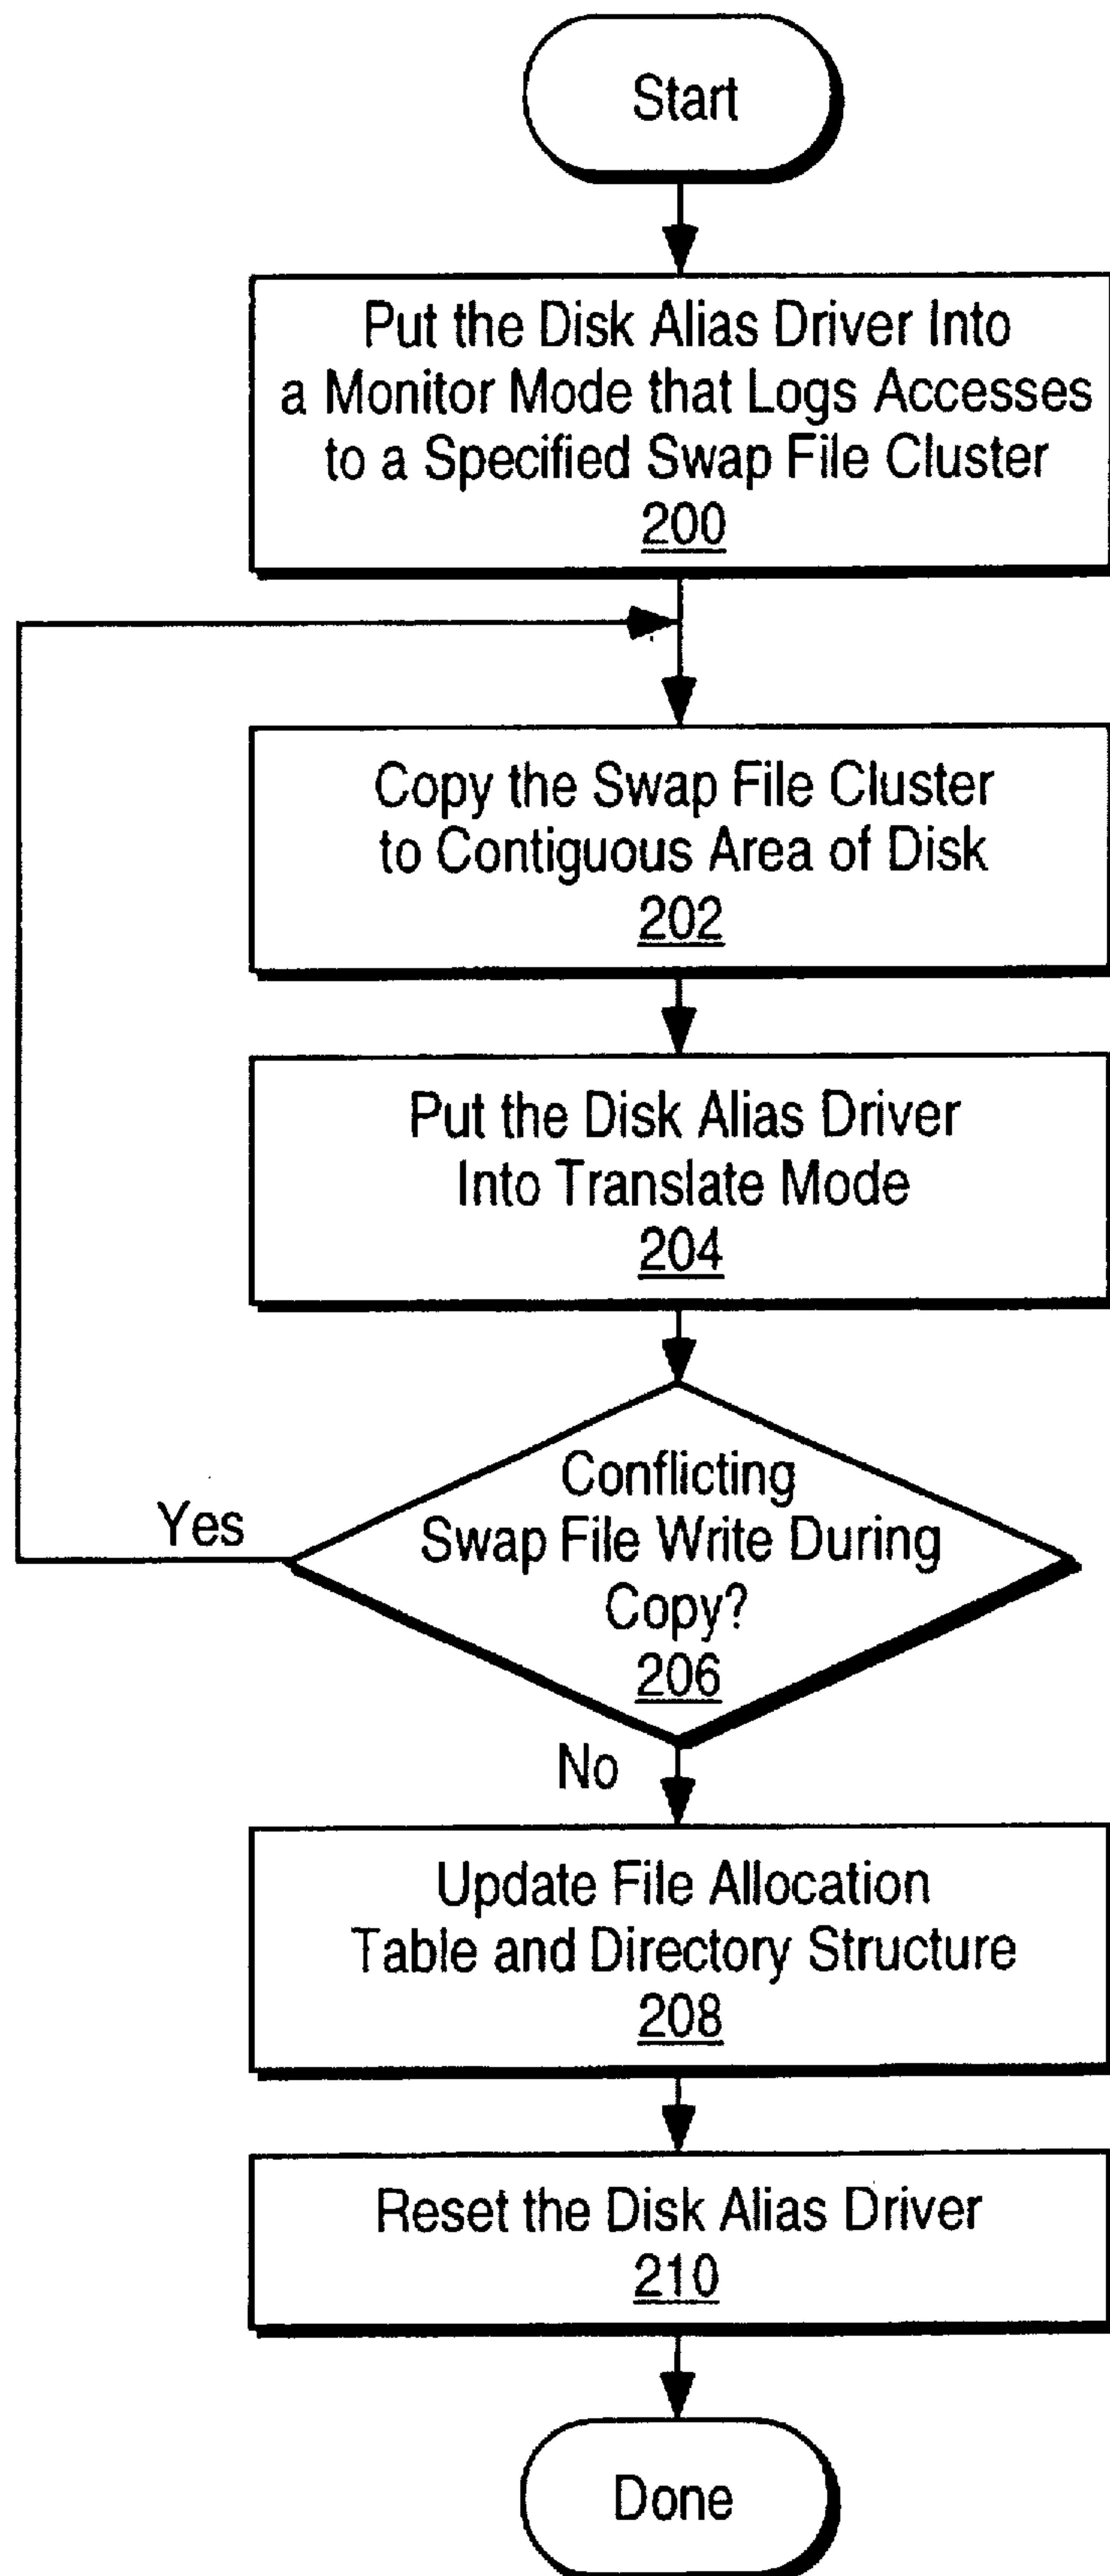 Start
Put the Disk Alias Driver Into
a Monitor Mode that Logs Accesses
to a Specified Swap File Cluster
200
Copy the Swap File Cluster
to Contiguous Area of Disk
202
Put the Disk Alias Driver
Into Translate Mode
204
Conflicting
Swap File Write During
Copy?
206
Yes
No
Update File Allocation
Table and Directory Structure
208
Reset the Disk Alias Driver
210
Done